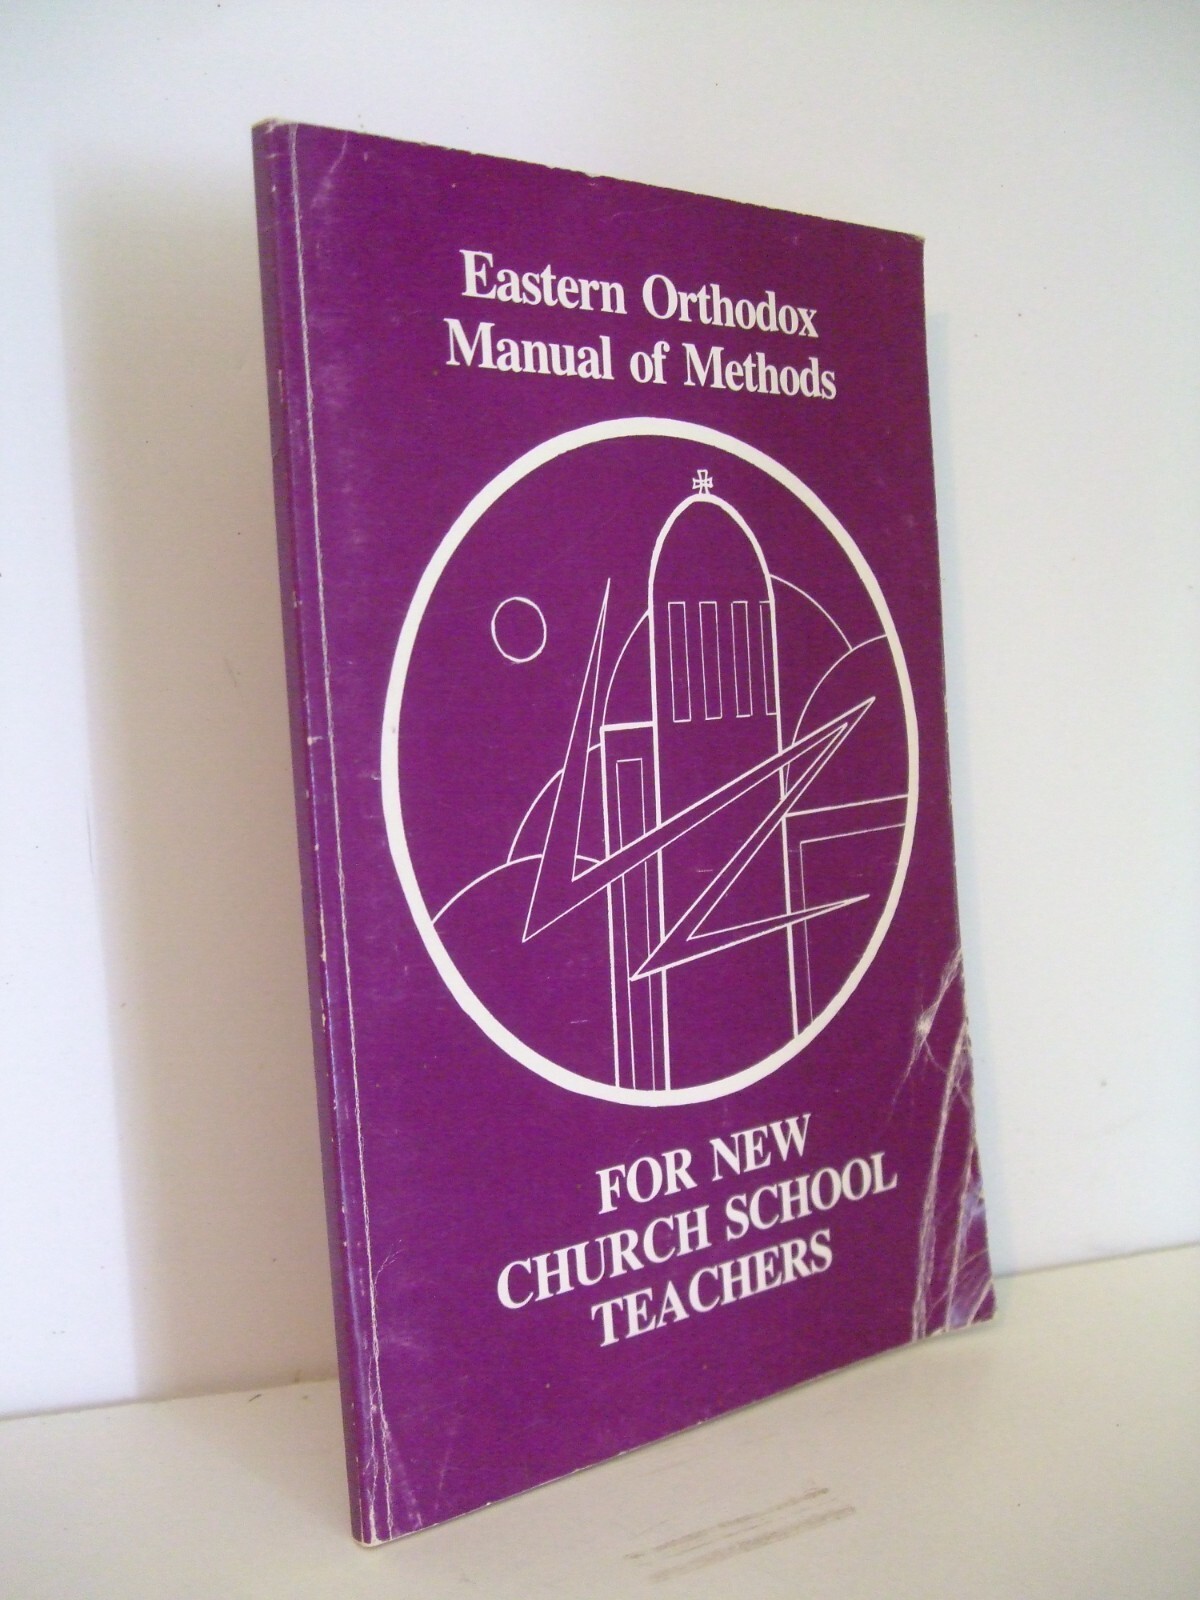 Eastern Orthodox
Manual of Methods
FOR NEW
CHURCH SCHOOL
TEACHERS